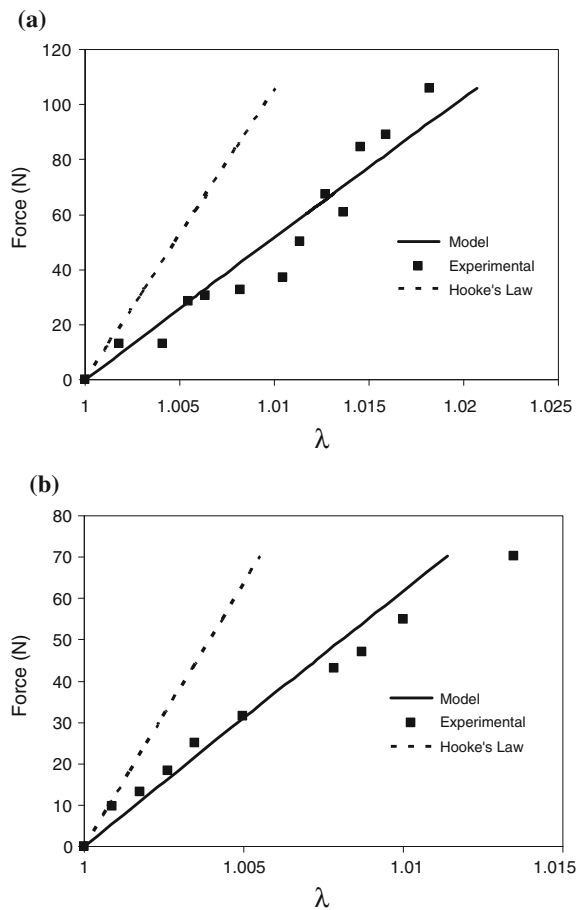 (a)
120
100
80
60
40
20
0
Force (N)
1
1.005
1.01
1.015
1.02
1.025
λ
Model
Experimental
Hooke's Law
(b)
80
70
60
50
40
30
20
10
0
Force (N)
1
1.005
1.01
1.015
λ
Model
Experimental
Hooke's Law